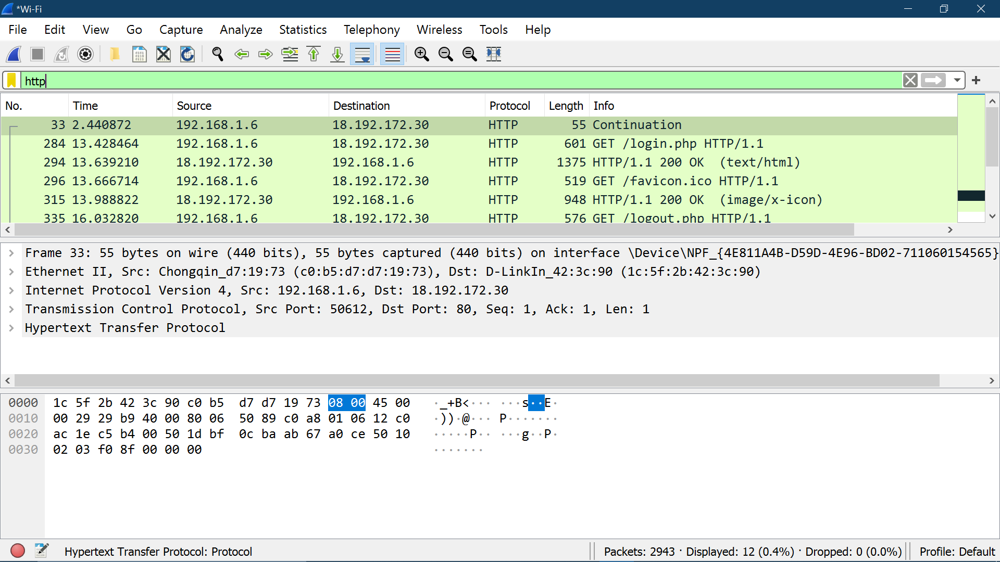 *Wi-Fi
File Edit View Go Capture Analyze Statistics Telephony Wireless Tools Help
http
No. Time Source Destination Protocol Length Info
33 2.440872 192.168.1.6 18.192.172.30 HTTP 55 Continuation
284 13.428464 192.168.1.6 18.192.172.30 HTTP 601 GET /login.php HTTP/1.1
294 13.639210 18.192.172.30 192.168.1.6 HTTP 1375 HTTP/1.1 200 OK (text/html)
296 13.666714 192.168.1.6 18.192.172.30 HTTP 519 GET /favicon.ico HTTP/1.1
315 13.988822 18.192.172.30 192.168.1.6 HTTP 948 HTTP/1.1 200 OK (image/x-icon)
335 16.032820 192.168.1.6 18.192.172.30 HTTP 576 GET /logout.php HTTP/1.1
Frame 33: 55 bytes on wire (440 bits), 55 bytes captured (440 bits) on interface \Device\NPF_{4E811A4B-D59D-4E96-BD02-711060154565}
Ethernet II, Src: Chongqin_d7:19:73 (c0:b5:d7:d7:19:73), Dst: D-LinkIn_42:3c:90 (1c:5f:2b:42:3c:90)
Internet Protocol Version 4, Src: 192.168.1.6, Dst: 18.192.172.30
Transmission Control Protocol, Src Port: 50612, Dst Port: 80, Seq: 1, Ack: 1, Len: 1
Hypertext Transfer Protocol
0000 1c 5f 2b 42 3c 90 c0 b5 d7 d7 19 73 08 00 45 00 ·_+B<··· ···s··E·
0010 00 29 29 b9 40 00 80 06 50 89 c0 a8 01 06 12 c0 ·))·@··· P·······
0020 ac 1e c5 b4 00 50 1d bf 0c ba ab 67 a0 ce 50 10 ·····P·· ···g··P·
0030 02 03 f0 8f 00 00 00 ·······
Hypertext Transfer Protocol: Protocol Packets: 2943 · Displayed: 12 (0.4%) · Dropped: 0 (0.0%) Profile: Default